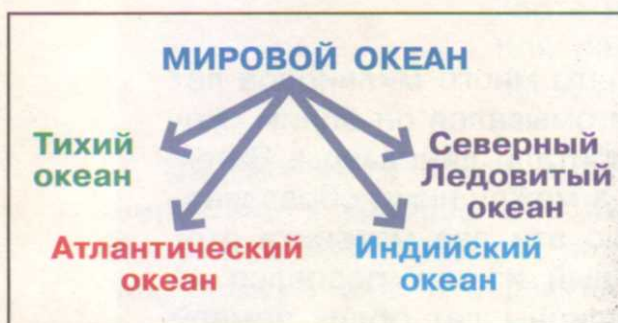 МИРОВОЙ ОКЕАН
Тихий
океан
Северный
Ледовитый
океан
Атлантический
океан
Индийский
океан